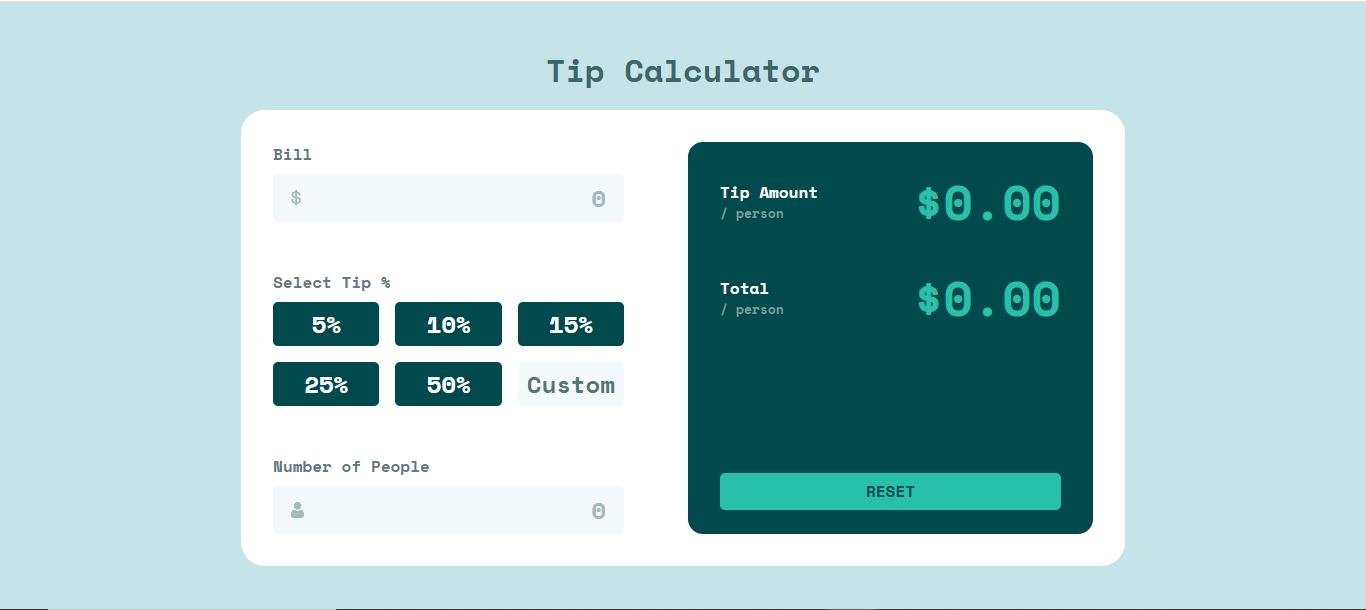 Tip Calculator
Bill
$ 0
Select Tip %
5% 10% 15%
25% 50% Custom
Number of People
0
Tip Amount
/ person
$0.00
Total
/ person
$0.00
RESET